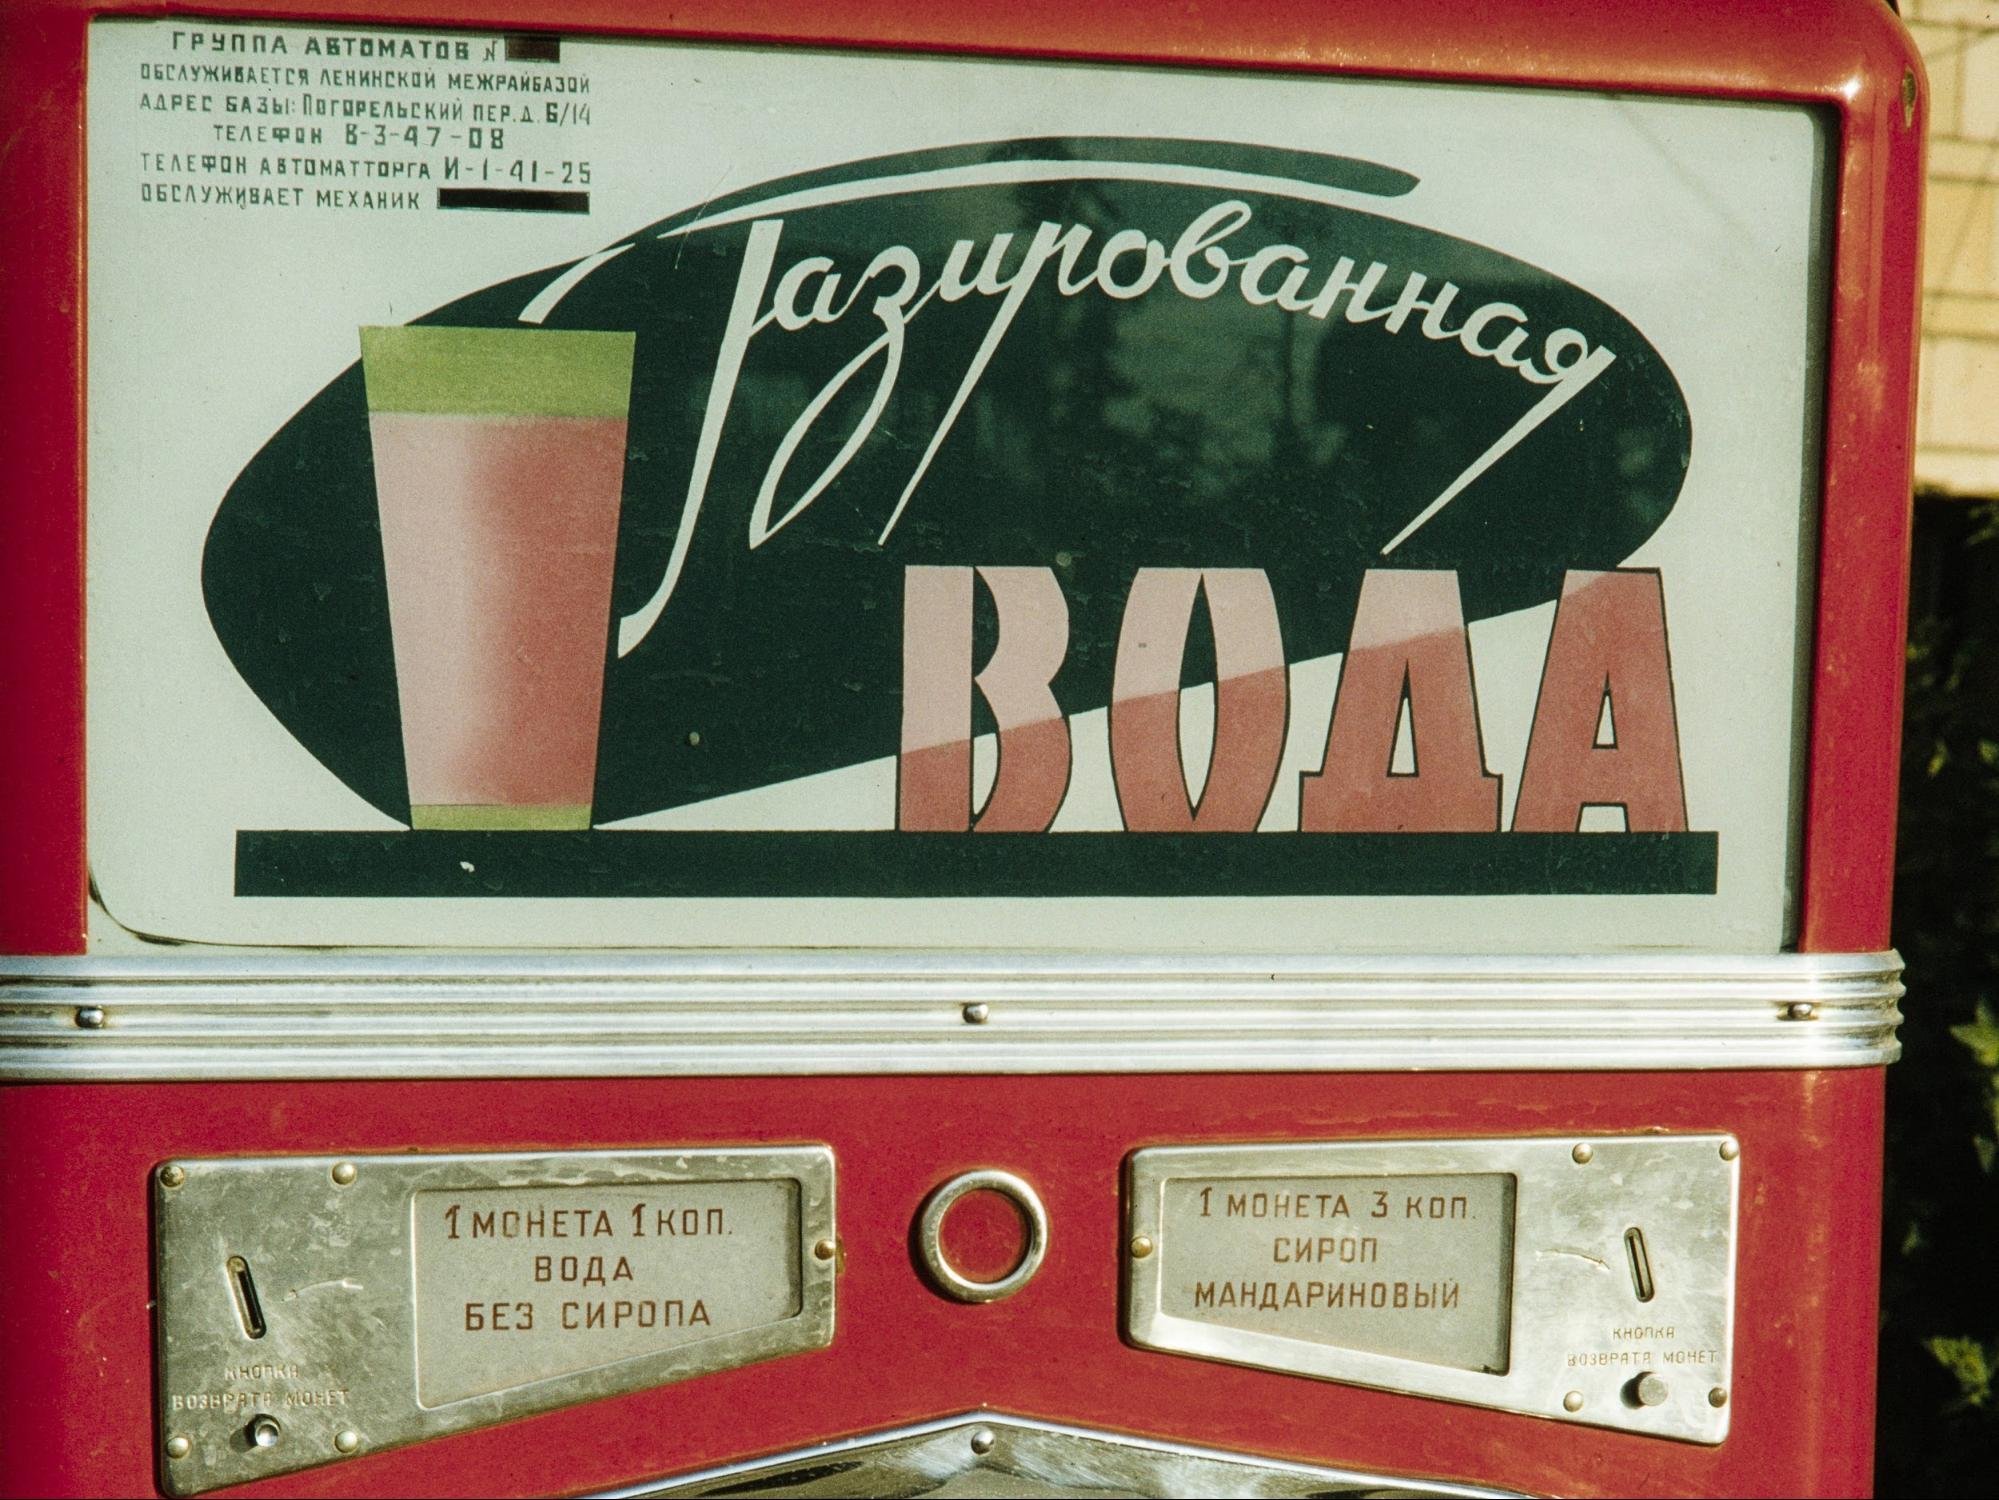 ГРУППА АВТОМАТОВ N
ОБСЛУЖИВАЕТСЯ ЛЕНИНСКОЙ МЕЖРАЙБАЗОЙ
АДРЕС БАЗЫ: ПОГОРЕЛЬСКИЙ ПЕР. Д. 6/14
ТЕЛЕФОН В-3-47-08
ТЕЛЕФОН АВТОМАТТОРГА И-1-41-25
ОБСЛУЖИВАЕТ МЕХАНИК
Газированная
ВОДА
1 МОНЕТА 1 КОП.
ВОДА
БЕЗ СИРОПА
КНОПКА
ВОЗВРАТА МОНЕТ
1 МОНЕТА 3 КОП.
СИРОП
МАНДАРИНОВЫЙ
КНОПКА
ВОЗВРАТА МОНЕТ